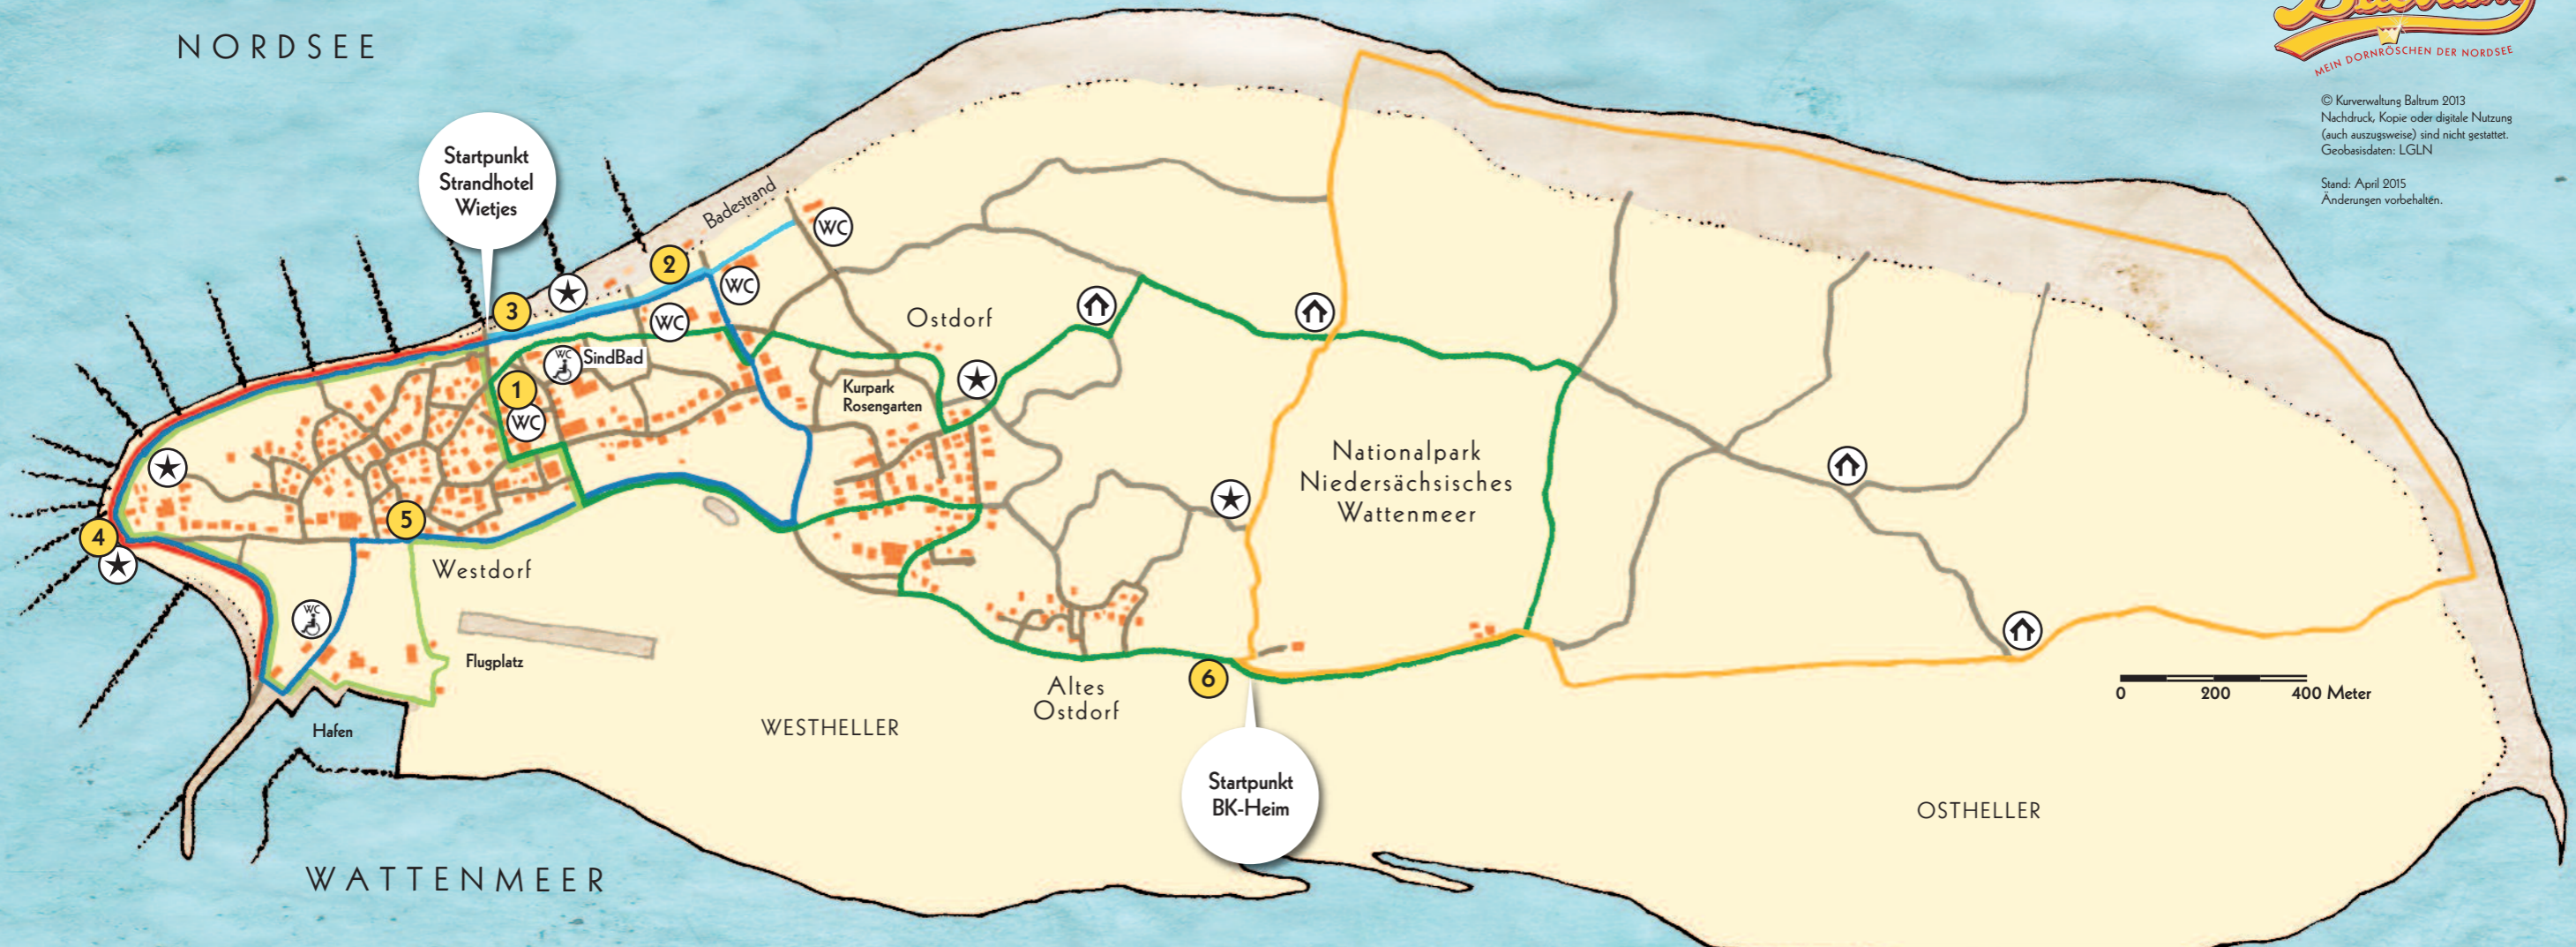 NORDSEE
MEIN DORNRÖSCHEN DER NORDSEE
© Kurverwaltung Baltrum 2013
Nachdruck, Kopie oder digitale Nutzung
(auch auszugsweise) sind nicht gestattet.
Geobasisdaten: LGLN
Stand: April 2015
Änderungen vorbehalten.
Startpunkt
Strandhotel
Wietjes
Badestrand
WC
2
WC
3
WC
Ostdorf
WC
SindBad
1
WC
Kurpark
Rosengarten
Nationalpark
Niedersächsisches
Wattenmeer
5
4
Westdorf
WC
Flugplatz
6
Altes
Ostdorf
0 200 400 Meter
Hafen
WESTHELLER
Startpunkt
BK-Heim
OSTHELLER
WATTENMEER